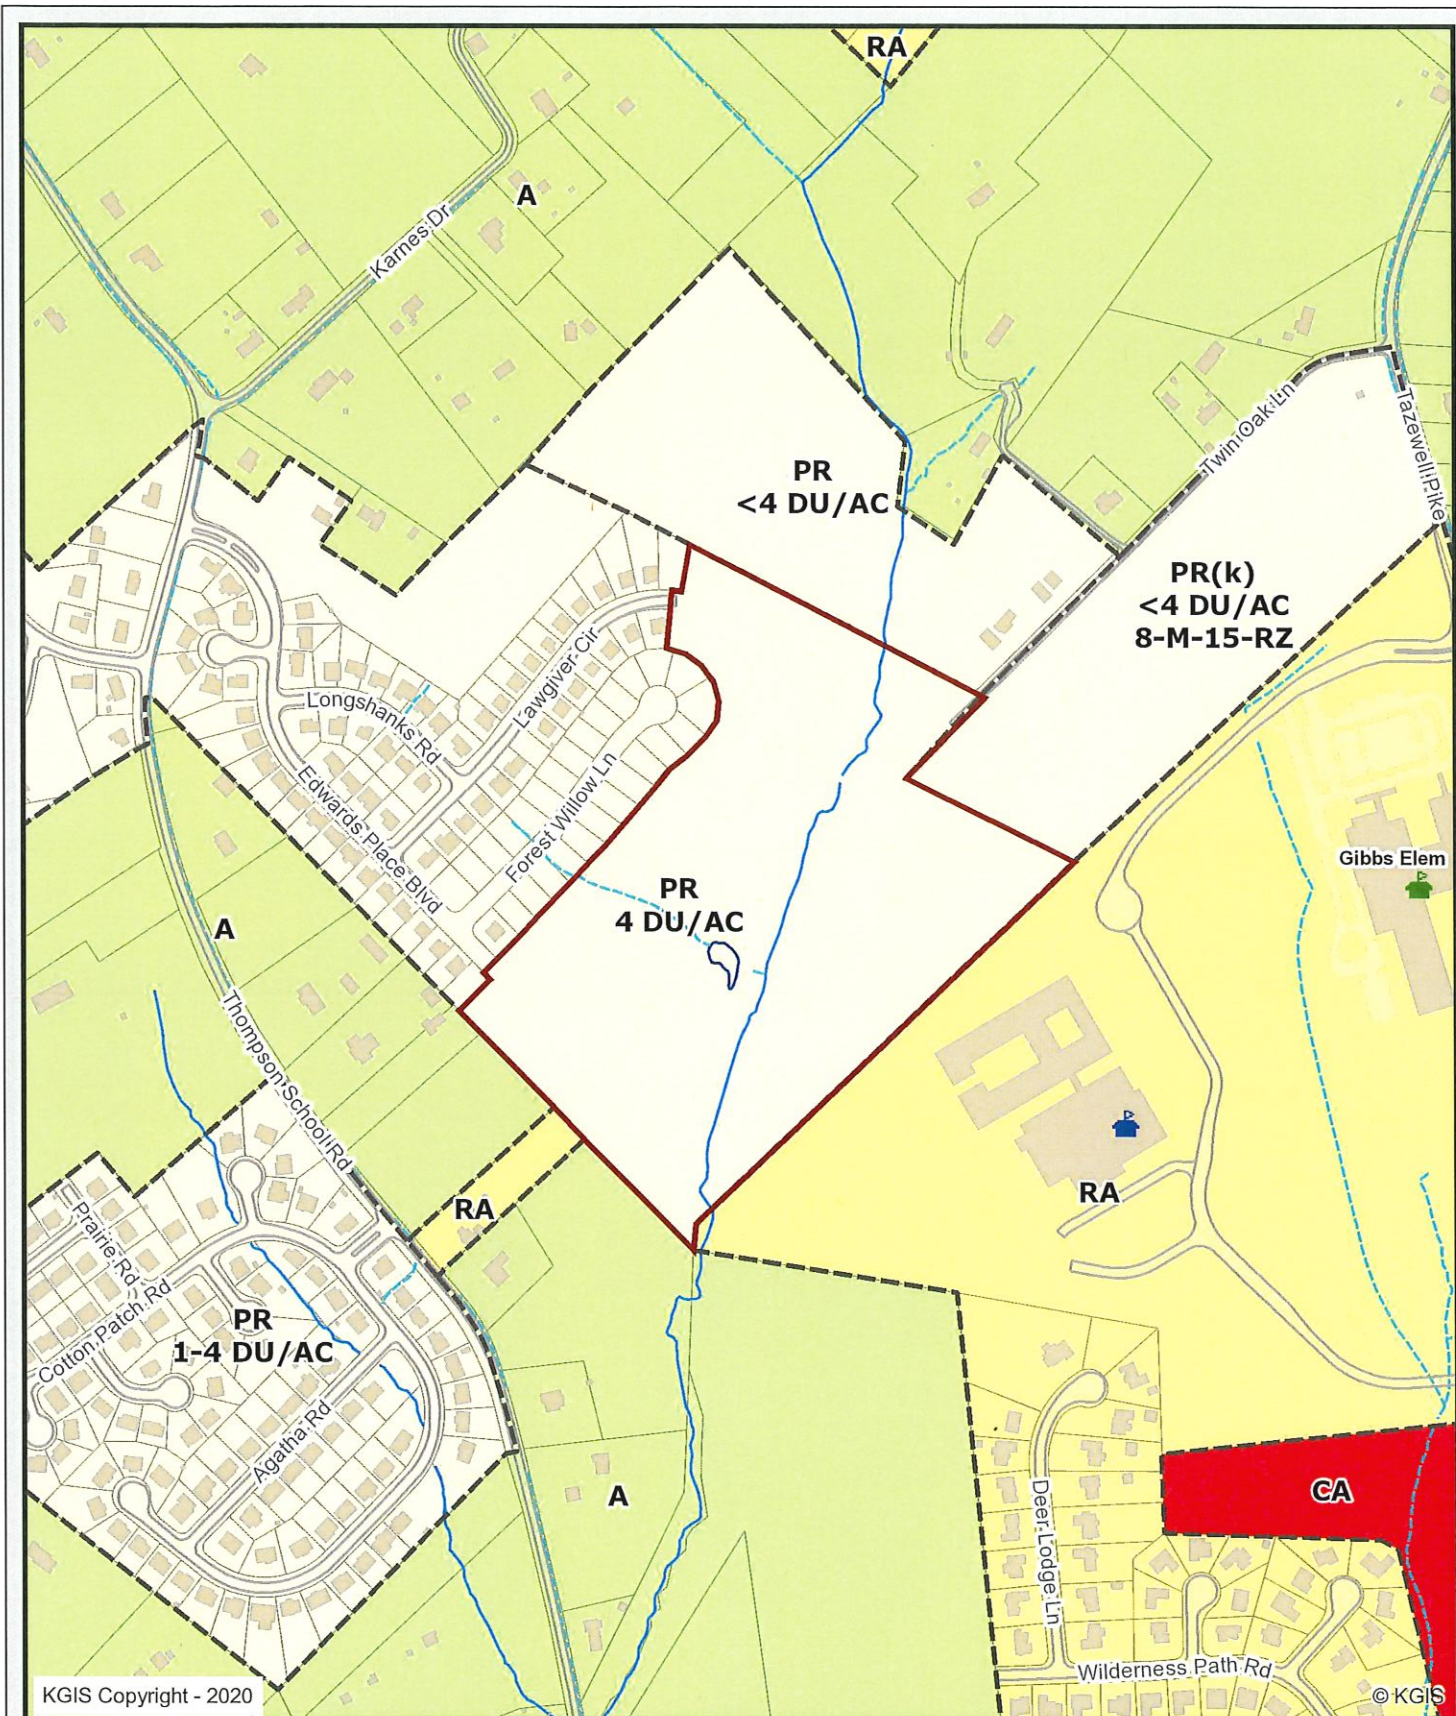 RA
A
Karnes Dr
PR
<4 DU/AC
Twin Oak Ln
Tazewell Pike
PR(k)
<4 DU/AC
8-M-15-RZ
Longshanks Rd
Lawgiver Cir
Edwards Place Blvd
Forest Willow Ln
Gibbs Elem
PR
4 DU/AC
A
Thompson School Rd
RA
RA
Prairie Rd
Cotton Patch Rd
PR
1-4 DU/AC
Agatha Rd
A
CA
Deer Lodge Ln
Wilderness Path Rd
KGIS Copyright - 2020
© KGIS